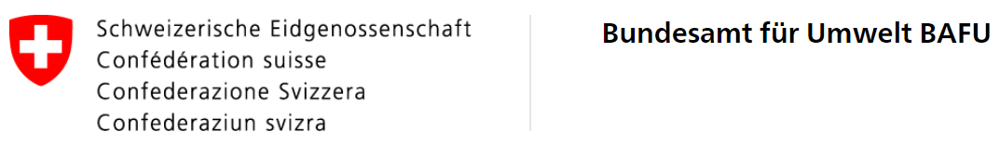 Schweizerische Eidgenossenschaft
Confédération suisse
Confederazione Svizzera
Confederaziun svizra
Bundesamt für Umwelt BAFU